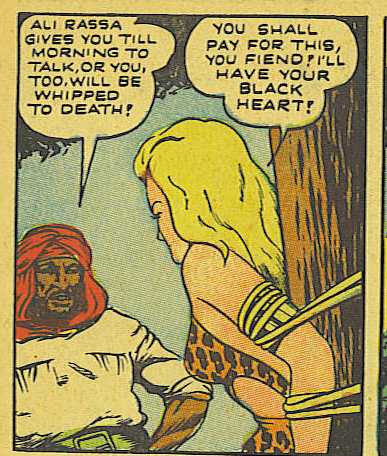 ALI RASSA
GIVES YOU TILL
MORNING TO
TALK, OR YOU,
TOO, WILL BE
WHIPPED
TO DEATH!
YOU SHALL
PAY FOR THIS,
YOU FIEND! I'LL
HAVE YOUR
BLACK
HEART!